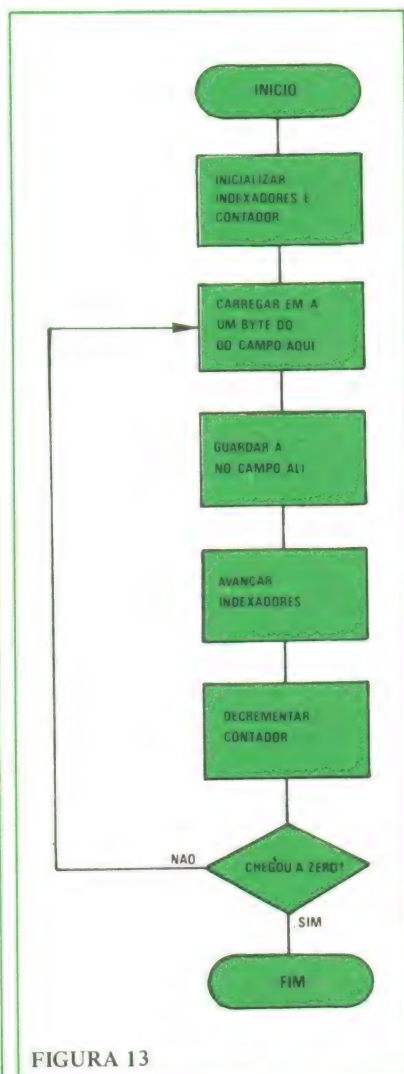 INICIO
INICIALIZAR
INDEXADORES E
CONTADOR
CARREGAR EM A
UM BYTE DO
DO CAMPO AQUI
GUARDAR A
NO CAMPO ALI
AVANÇAR
INDEXADORES
DECREMENTAR
CONTADOR
NAO
CHEGOU A ZERO?
SIM
FIM
FIGURA 13